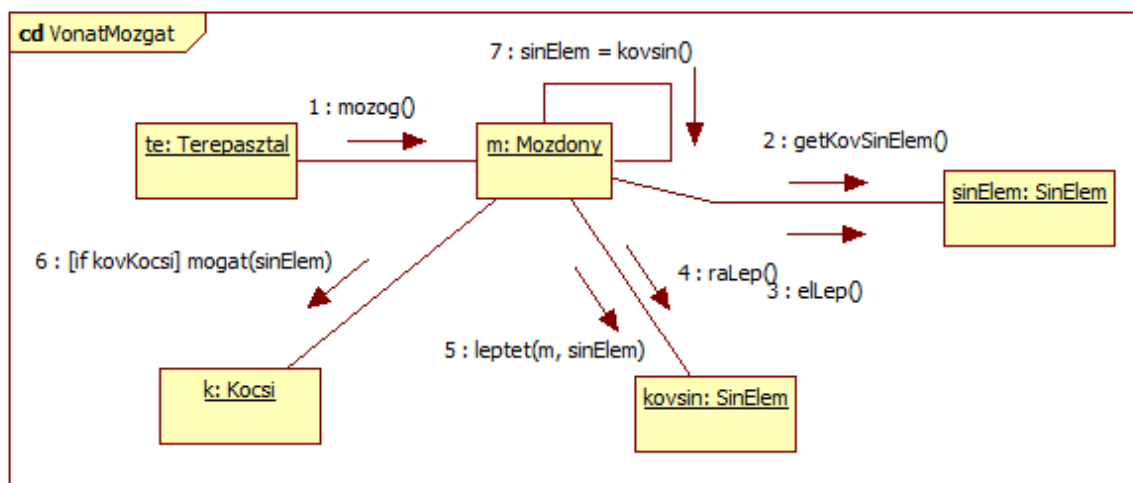 cd VonatMozgat
7 : sinElem = kovsin()
1 : mozog()
te: Terepasztal
m: Mozdony
2 : getKovSinElem()
sinElem: SinElem
6 : [if kovKocsi] mogat(sinElem)
4 : raLep()
3 : elLep()
5 : leptet(m, sinElem)
k: Kocsi
kovsin: SinElem